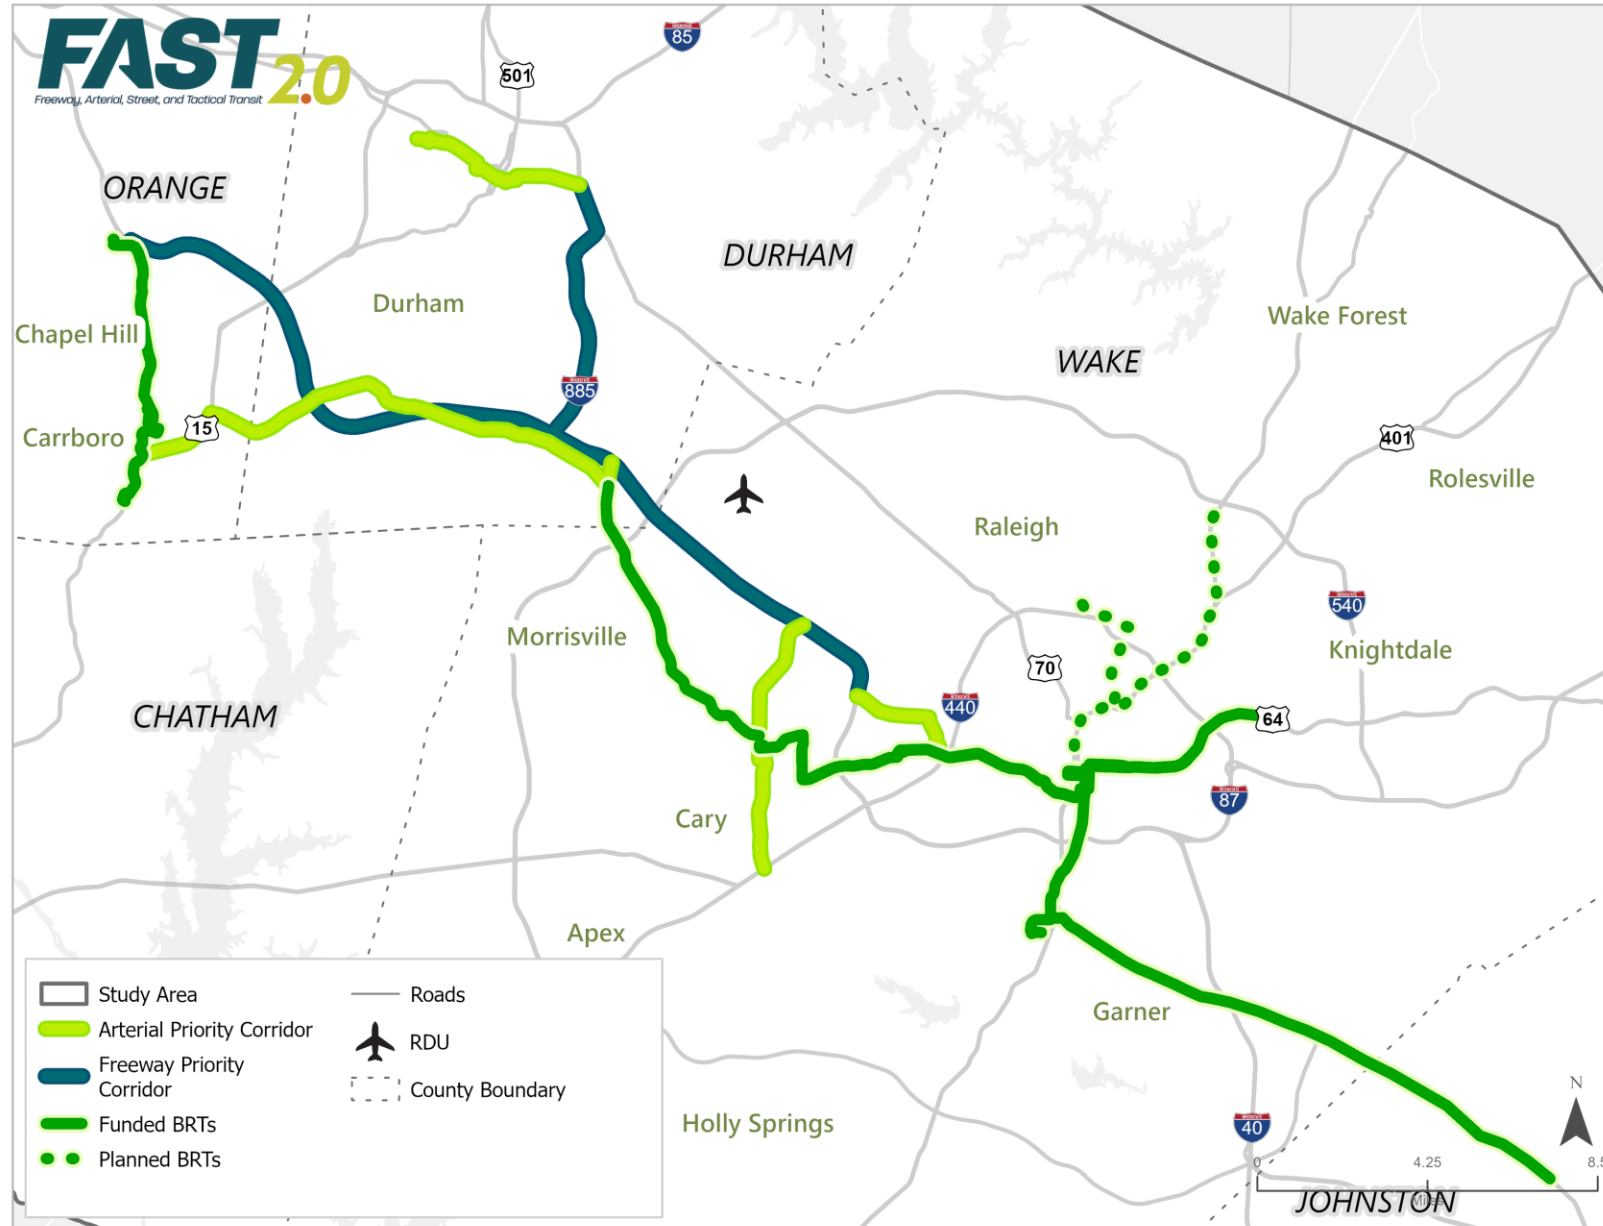 FAST 2.0
Freeway, Arterial, Street, and Tactical Transit
85
501
ORANGE
DURHAM
Durham
Chapel Hill
Wake Forest
WAKE
885
15
Carrboro
401
Rolesville
Raleigh
540
Morrisville
Knightdale
70
CHATHAM
440
64
87
Cary
Apex
Garner
Holly Springs
40
JOHNSTON
Study Area
Arterial Priority Corridor
Freeway Priority
Corridor
Funded BRTs
Planned BRTs
Roads
RDU
County Boundary
N
0 4.25 8.5
Miles